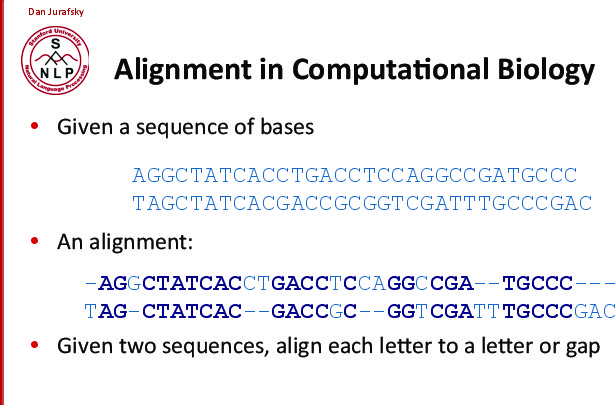 Dan Jurafsky
Stanford University
S
NLP
Natural Language Processing
Alignment in Computational Biology
• Given a sequence of bases
AGGCTATCACCTGACCTCCAGGCCGATGCCC
TAGCTATCACGACCGCGGTCGATTTGCCCGAC
• An alignment:
-AGGCTATCACCTGACCTCCAGGCCGA--TGCCC---
TAG-CTATCAC--GACCGC--GGTCGATTTGCCCGAC
• Given two sequences, align each letter to a letter or gap